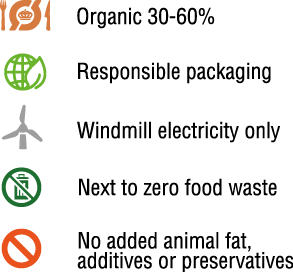 Organic 30-60%
Responsible packaging
Windmill electricity only
Next to zero food waste
No added animal fat,
additives or preservatives